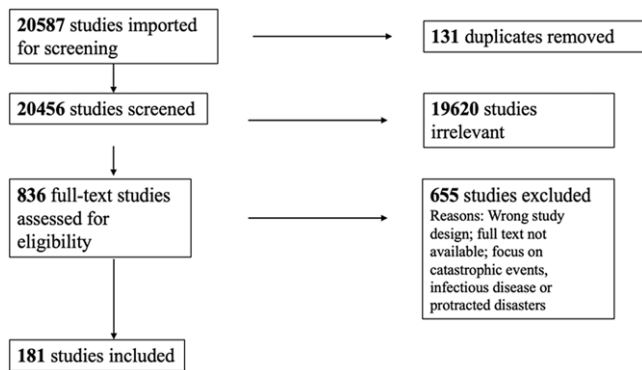 20587 studies imported
for screening
131 duplicates removed
20456 studies screened
19620 studies
irrelevant
836 full-text studies
assessed for
eligibility
655 studies excluded
Reasons: Wrong study
design; full text not
available; focus on
catastrophic events,
infectious disease or
protracted disasters
181 studies included